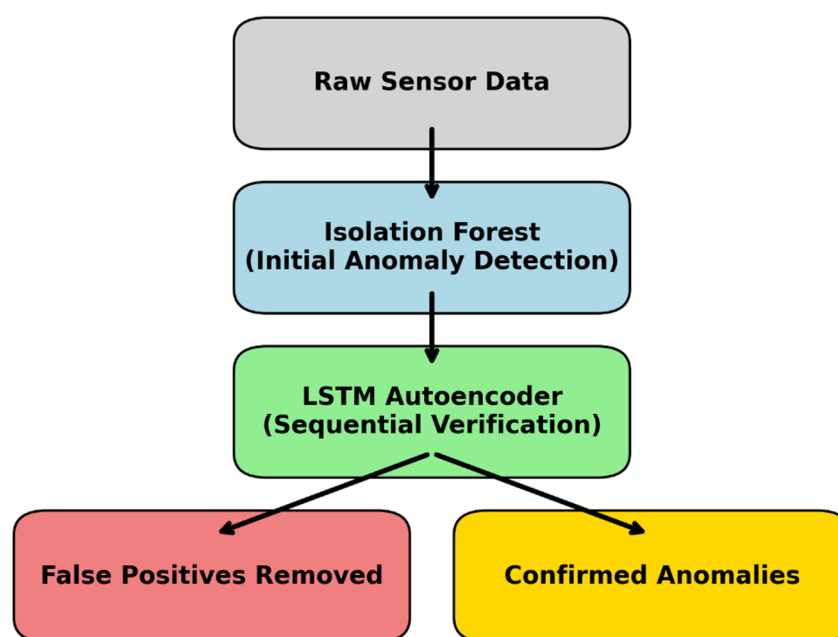 Raw Sensor Data
Isolation Forest
(Initial Anomaly Detection)
LSTM Autoencoder
(Sequential Verification)
False Positives Removed
Confirmed Anomalies